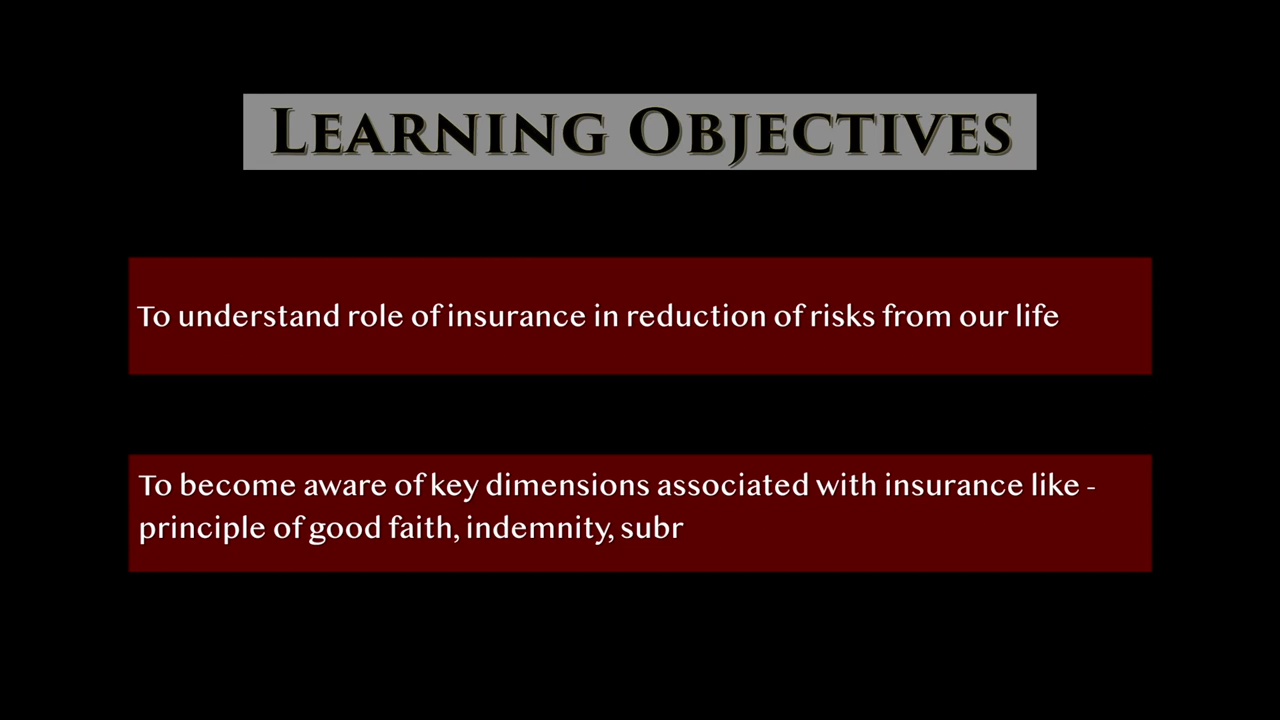 LEARNING OBJECTIVES
To understand role of insurance in reduction of risks from our life
To become aware of key dimensions associated with insurance like -
principle of good faith, indemnity, subr